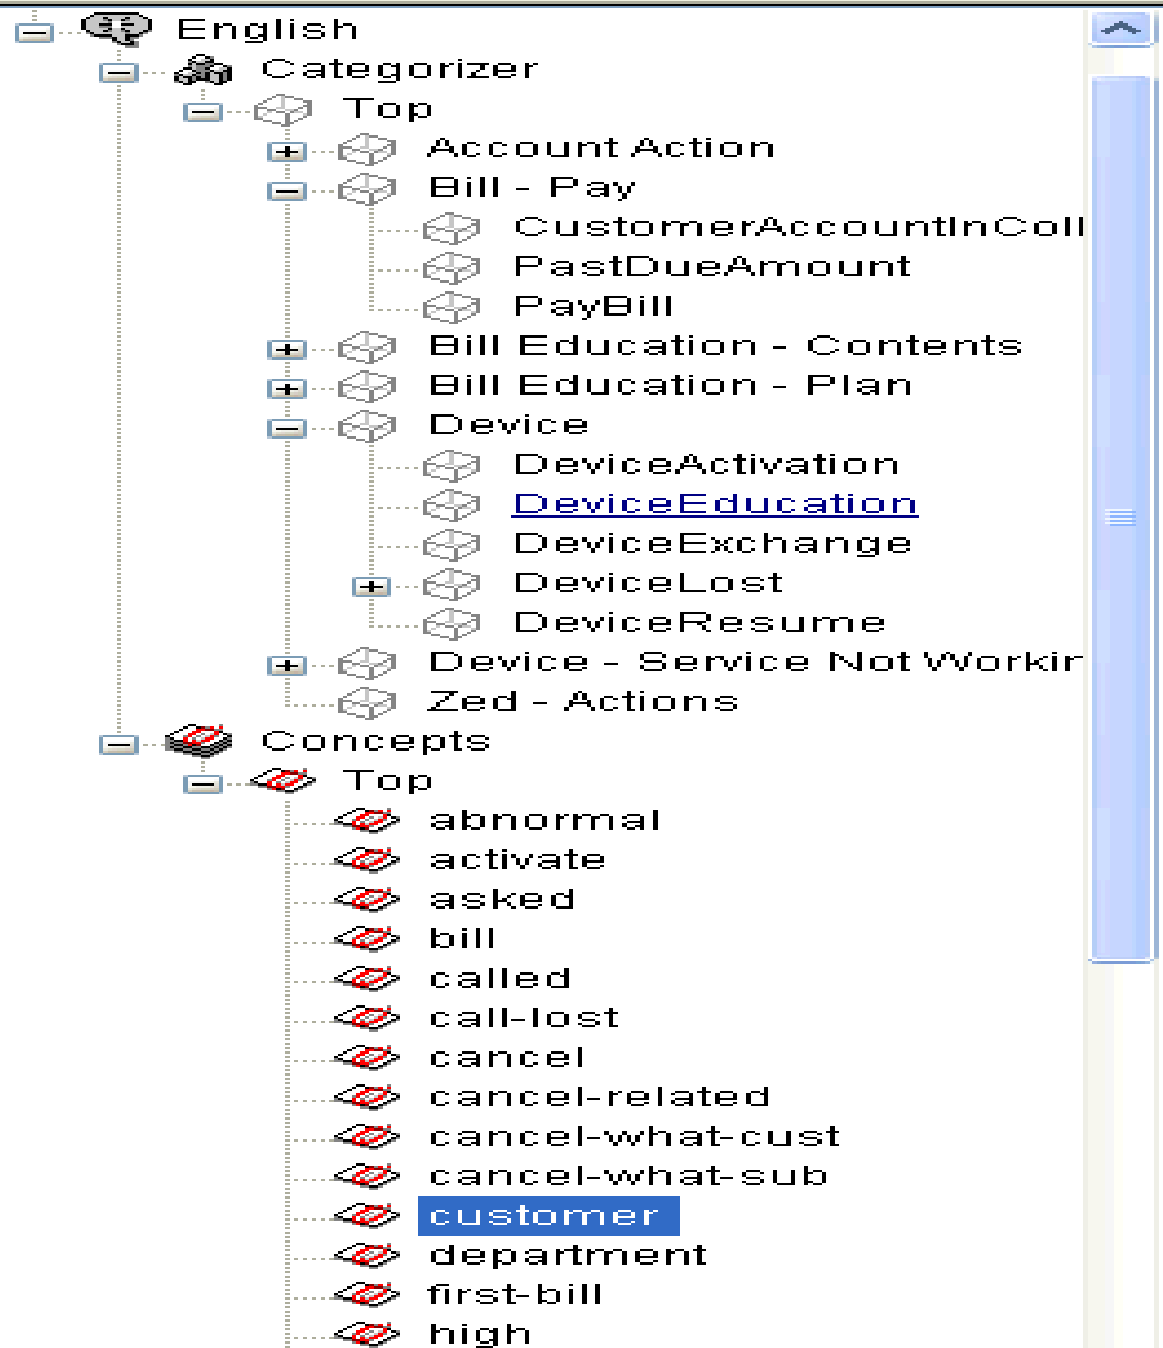 English
Categorizer
Top
Account Action
Bill - Pay
CustomerAccountInColl
PastDueAmount
PayBill
Bill Education - Contents
Bill Education - Plan
Device
DeviceActivation
DeviceEducation
DeviceExchange
DeviceLost
DeviceResume
Device - Service Not Workin
Zed - Actions
Concepts
Top
abnormal
activate
asked
bill
called
call-lost
cancel
cancel-related
cancel-what-cust
cancel-what-sub
customer
department
first-bill
high